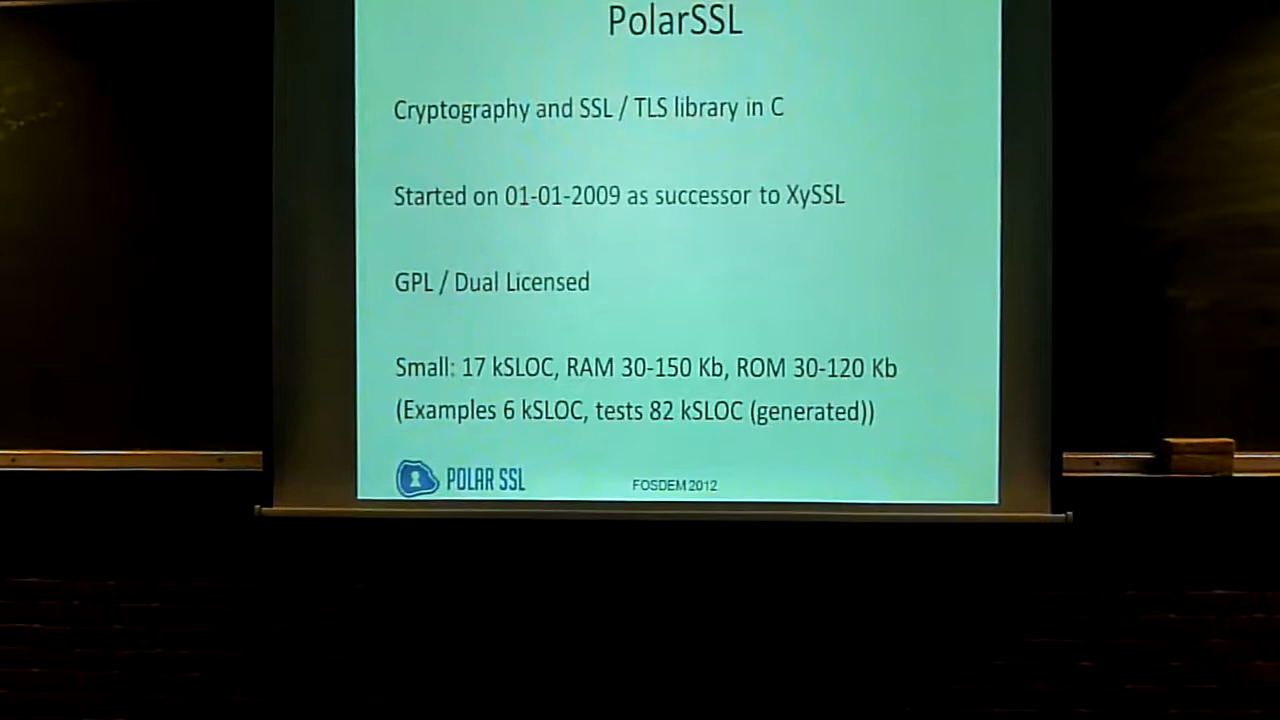 PolarSSL
Cryptography and SSL / TLS library in C
Started on 01-01-2009 as successor to XySSL
GPL / Dual Licensed
Small: 17 kSLOC, RAM 30-150 Kb, ROM 30-120 Kb
(Examples 6 kSLOC, tests 82 kSLOC (generated))
POLAR SSL
FOSDEM 2012